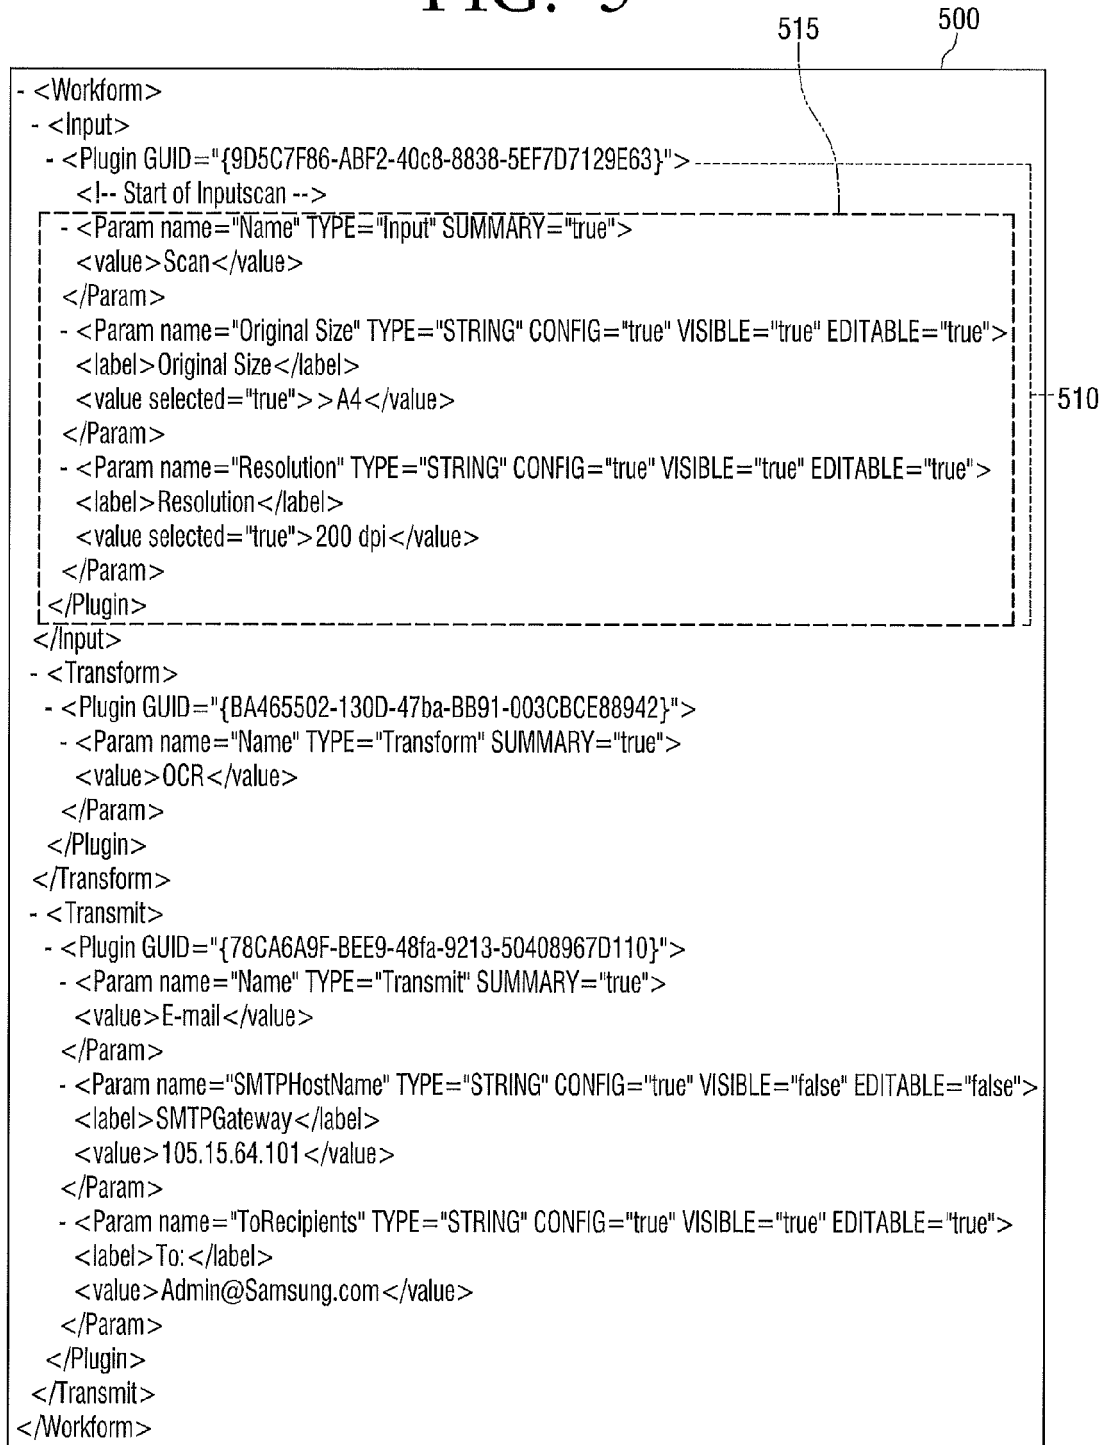 FIG. 5
515
500
- <Workform>
- <Input>
- <Plugin GUID="{9D5C7F86-ABF2-40c8-8838-5EF7D7129E63}">
<!-- Start of Inputscan -->
- <Param name="Name" TYPE="Input" SUMMARY="true">
<value>Scan</value>
</Param>
- <Param name="Original Size" TYPE="STRING" CONFIG="true" VISIBLE="true" EDITABLE="true">
<label>Original Size</label>
<value selected="true">>A4</value>
510
</Param>
- <Param name="Resolution" TYPE="STRING" CONFIG="true" VISIBLE="true" EDITABLE="true">
<label>Resolution</label>
<value selected="true">200 dpi</value>
</Param>
</Plugin>
</Input>
- <Transform>
- <Plugin GUID="{BA465502-130D-47ba-BB91-003CBCE88942}">
- <Param name="Name" TYPE="Transform" SUMMARY="true">
<value>OCR</value>
</Param>
</Plugin>
</Transform>
- <Transmit>
- <Plugin GUID="{78CA6A9F-BEE9-48fa-9213-50408967D110}">
- <Param name="Name" TYPE="Transmit" SUMMARY="true">
<value>E-mail</value>
</Param>
- <Param name="SMTPHostName" TYPE="STRING" CONFIG="true" VISIBLE="false" EDITABLE="false">
<label>SMTPGateway</label>
<value>105.15.64.101</value>
</Param>
- <Param name="ToRecipients" TYPE="STRING" CONFIG="true" VISIBLE="true" EDITABLE="true">
<label>To:</label>
<value>Admin@Samsung.com</value>
</Param>
</Plugin>
</Transmit>
</Workform>